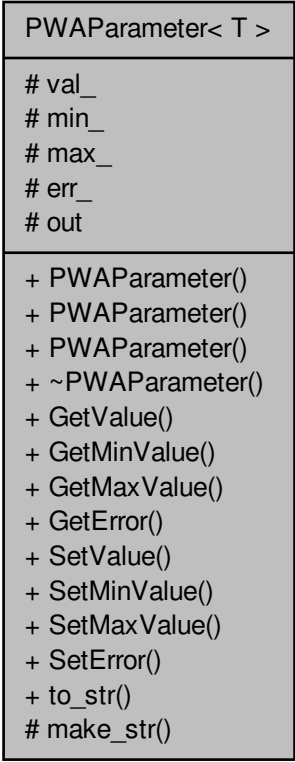 PWAParameter< T >
# val_
# min_
# max_
# err_
# out
+ PWAParameter()
+ PWAParameter()
+ PWAParameter()
+ ~PWAParameter()
+ GetValue()
+ GetMinValue()
+ GetMaxValue()
+ GetError()
+ SetValue()
+ SetMinValue()
+ SetMaxValue()
+ SetError()
+ to_str()
# make_str()